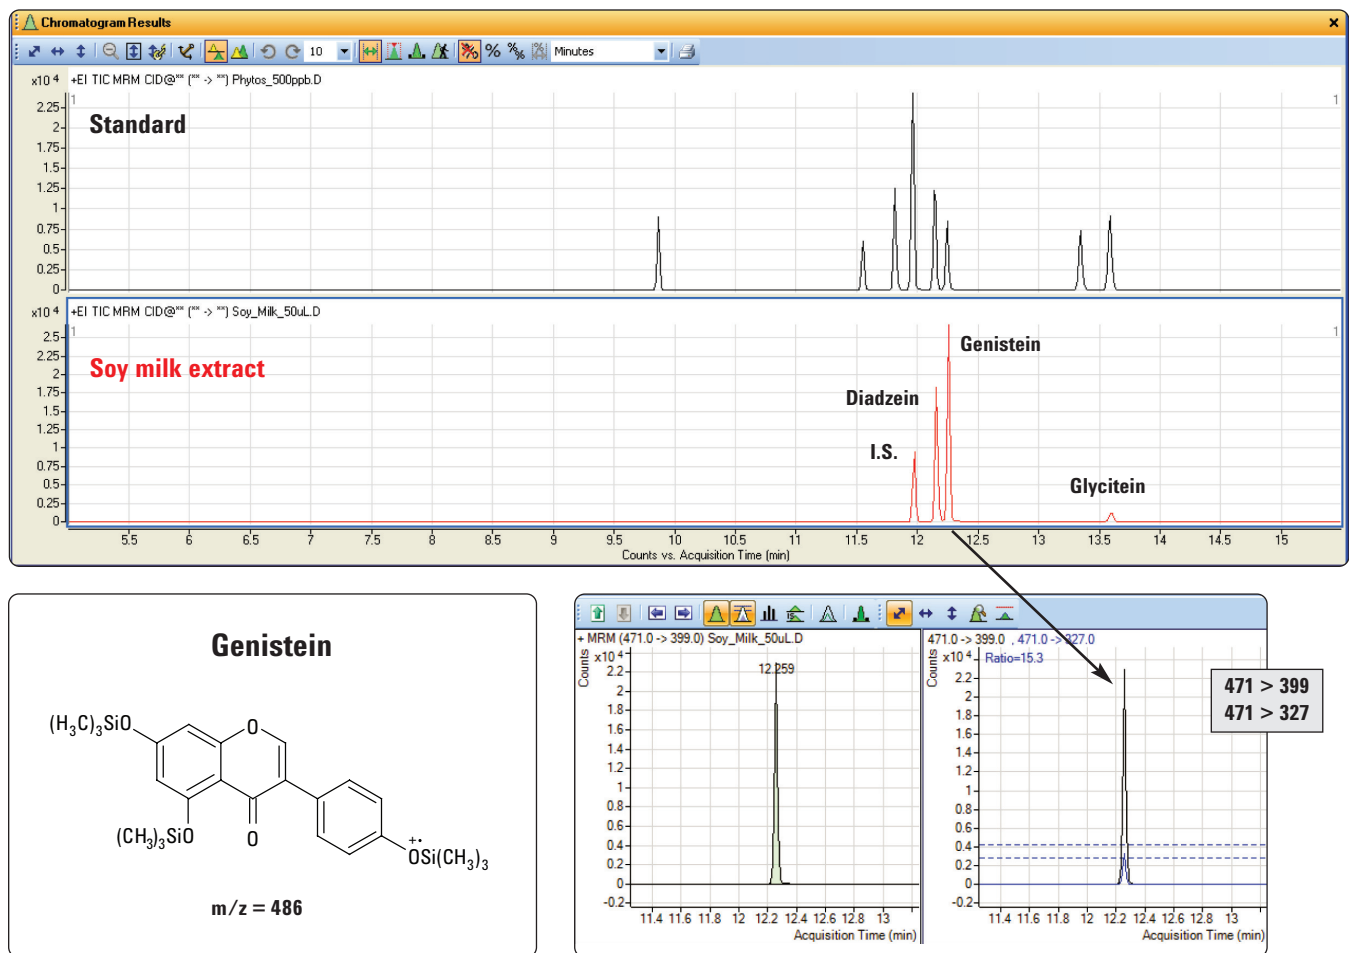 Chromatogram Results
10 Minutes
x10 4 +EI TIC MRM CID@** (** -> **) Phytos_500ppb.D
1 1
Standard
2.25
2
1.75
1.5
1.25
1
0.75
0.5
0.25
0
x10 4 +EI TIC MRM CID@** (** -> **) Soy_Milk_50uL.D
1 1
Soy milk extract
2.5
2.25
2
1.75
1.5
1.25
1
0.75
0.5
0.25
0
Genistein
Diadzein
I.S.
Glycitein
5.5 6 6.5 7 7.5 8 8.5 9 9.5 10 10.5 11 11.5 12 12.5 13 13.5 14 14.5 15
Counts vs. Acquisition Time (min)
Genistein
(H3C)3SiO
O
(CH3)3SiO
O
+•
OSi(CH3)3
m/z = 486
+ MRM (471.0 -> 399.0) Soy_Milk_50uL.D
Counts
x10 4
12.259
2.2
2
1.8
1.6
1.4
1.2
1
0.8
0.6
0.4
0.2
0
-0.2
11.4 11.6 11.8 12 12.2 12.4 12.6 12.8 13
Acquisition Time (min)
471.0 -> 399.0 , 471.0 -> 327.0
Counts
x10 4
Ratio=15.3
2.2
2
1.8
1.6
1.4
1.2
1
0.8
0.6
0.4
0.2
0
-0.2
11.4 11.6 11.8 12 12.2 12.4 12.6 12.8 13
Acquisition Time (min)
471 > 399
471 > 327